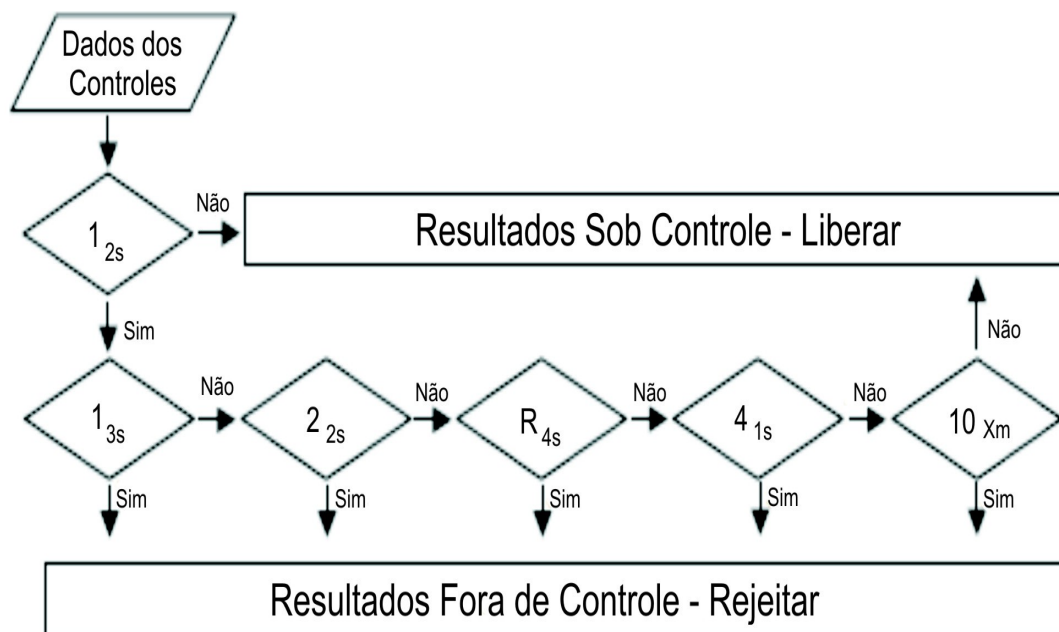 Dados dos
Controles
Não
1 2s
Resultados Sob Controle - Liberar
Sim
Não
1 3s
Não
2 2s
Não
R 4s
Não
4 1s
Não
10 Xm
Sim
Sim
Sim
Sim
Sim
Resultados Fora de Controle - Rejeitar